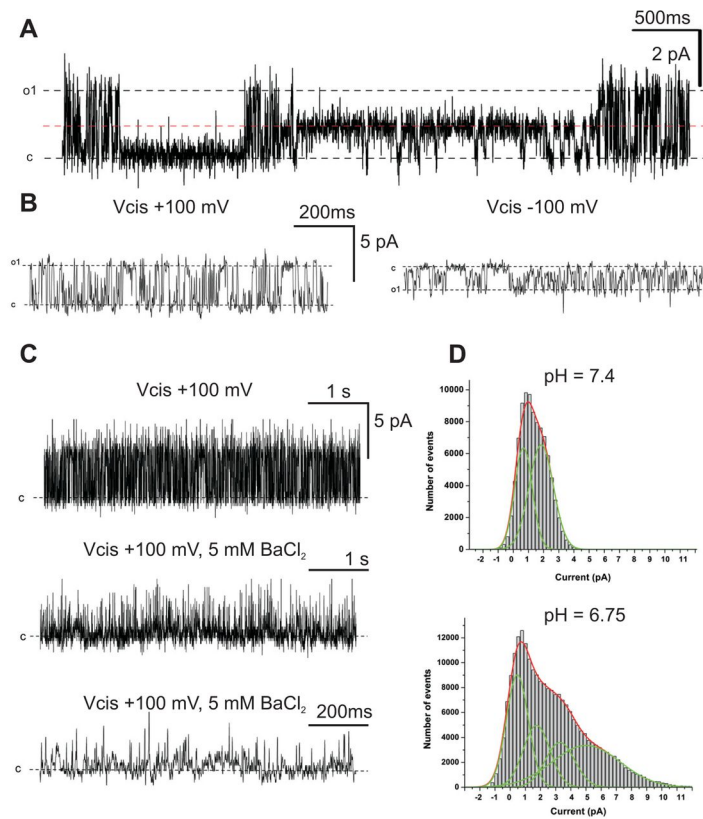 A
500ms
2 pA
o1
c
B
Vcis +100 mV
200ms
5 pA
Vcis -100 mV
o1
c
c
o1
C
Vcis +100 mV
1 s
5 pA
c
Vcis +100 mV, 5 mM BaCl₂
1 s
c
Vcis +100 mV, 5 mM BaCl₂
200ms
c
D
pH = 7.4
Number of events
10000
8000
6000
4000
2000
0
-2 -1 0 1 2 3 4 5 6 7 8 9 10 11
Current (pA)
pH = 6.75
Number of events
12000
10000
8000
6000
4000
2000
0
-2 -1 0 1 2 3 4 5 6 7 8 9 10 11
Current (pA)